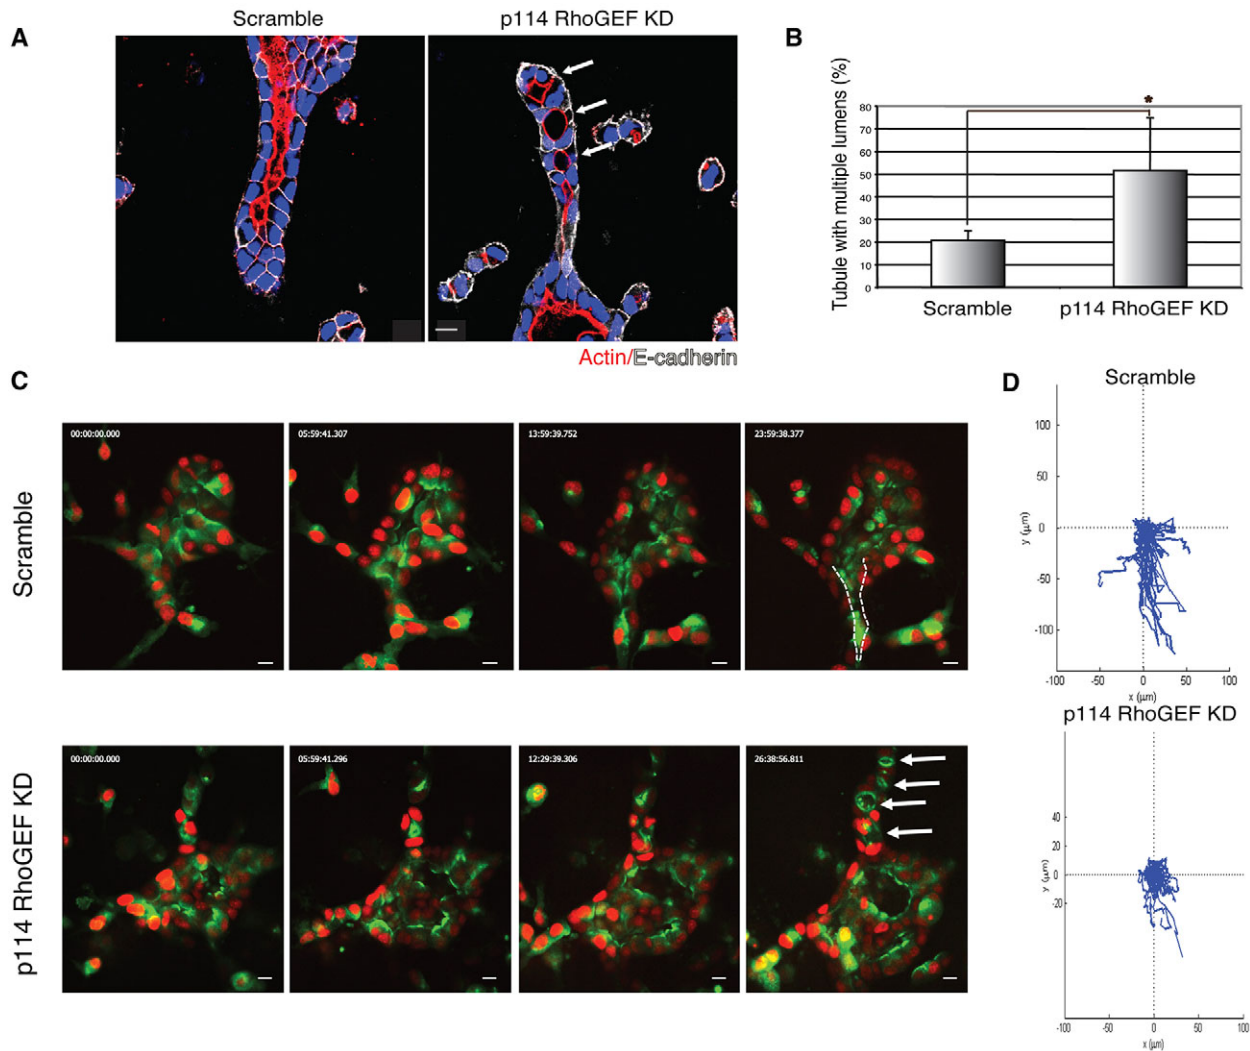 Scramble
p114 RhoGEF KD
A
Actin/E-cadherin
B
Tubule with multiple lumens (%)
80
70
60
50
40
30
20
10
0
*
Scramble
p114 RhoGEF KD
C
Scramble
00:00:00.000
05:59:41.307
13:59:39.752
23:59:38.377
p114 RhoGEF KD
00:00:00.000
05:59:41.296
12:29:39.306
26:38:56.811
D
Scramble
100
50
0
-50
-100
y (μm)
-100
-50
0
50
100
x (μm)
p114 RhoGEF KD
40
20
0
-20
y (μm)
-100
-50
0
50
100
x (μm)